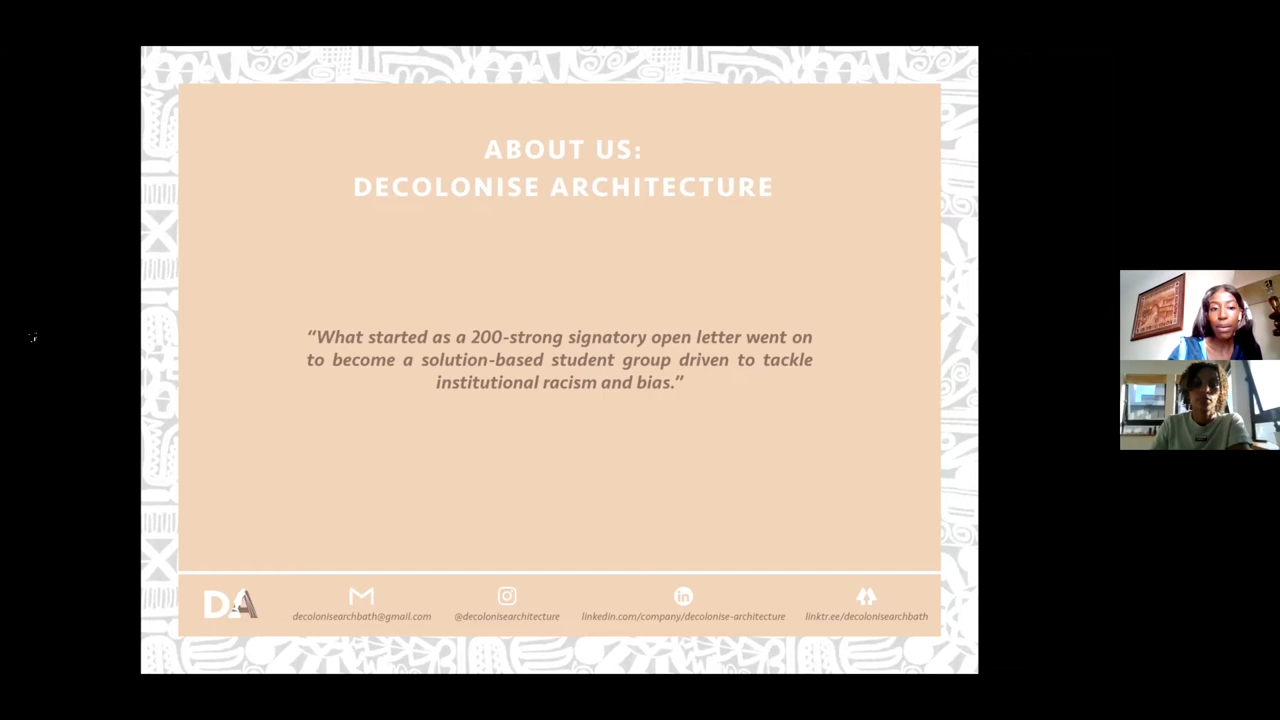 ABOUT US:
DECOLONISE ARCHITECTURE
“What started as a 200-strong signatory open letter went on
to become a solution-based student group driven to tackle
institutional racism and bias.”
DA
decolonisearchbath@gmail.com
@decolonisearchitecture
linkedin.com/company/decolonise-architecture
linktr.ee/decolonisearchbath